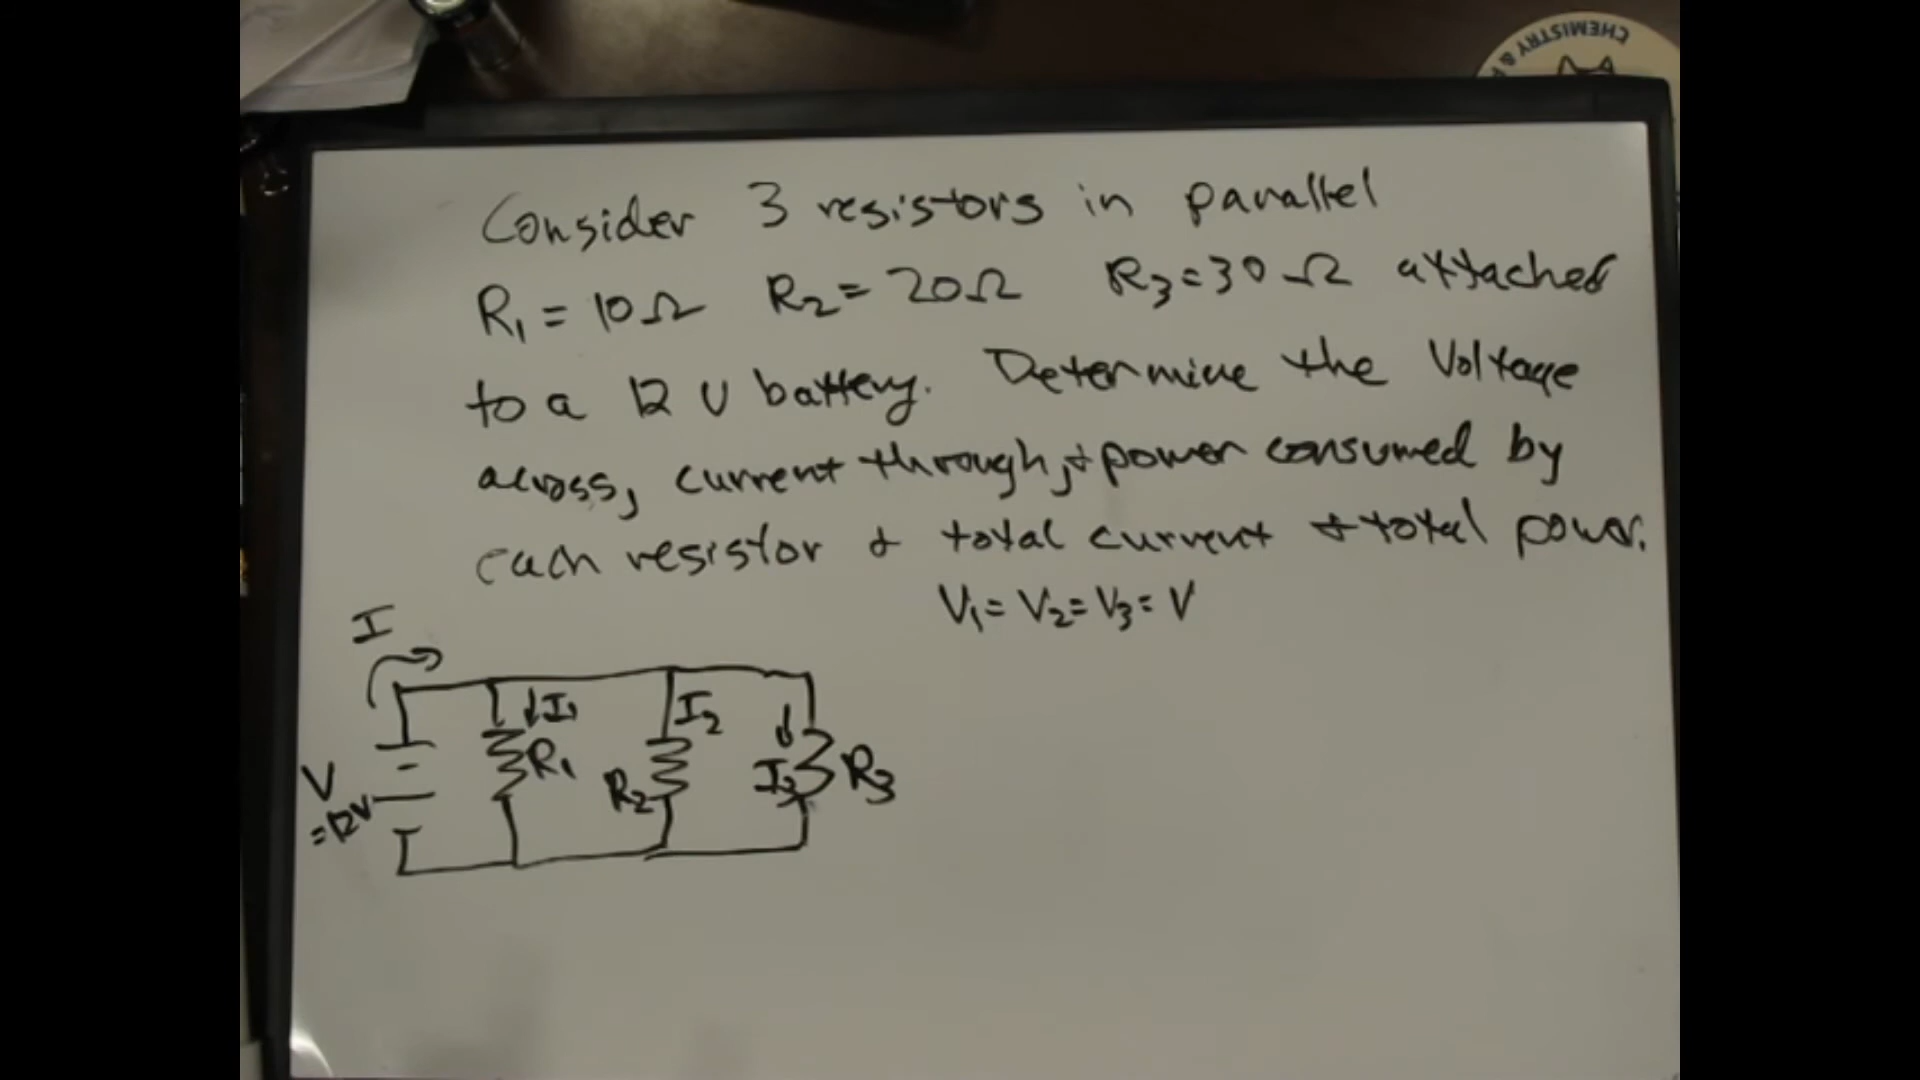 CHEMISTRY &
Consider 3 resistors in parallel
R₁ = 10Ω R₂ = 20Ω R₃ = 30Ω attached
to a 12 V battery. Determine the Voltage
across, current through, + power consumed by
each resistor + total current + total power.
V₁ = V₂ = V₃ = V
I
I₁ I₂
V R₁ R₂ I₃ R₃
= 12V